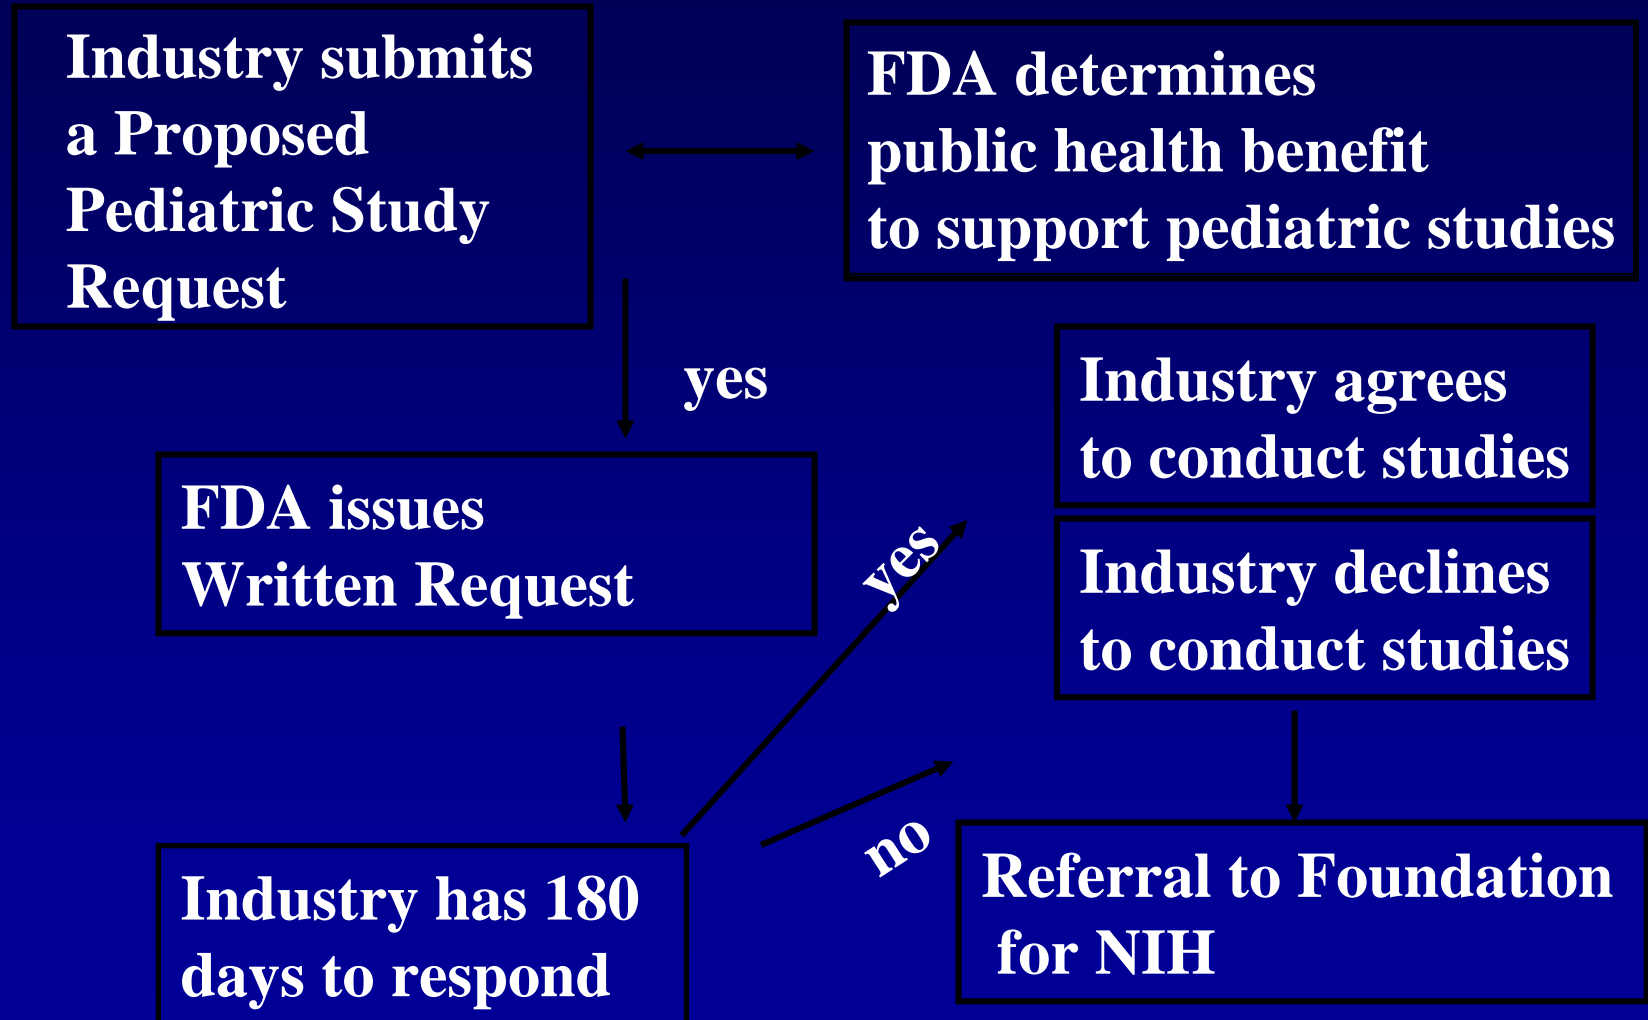 Industry submits
a Proposed
Pediatric Study
Request
FDA determines
public health benefit
to support pediatric studies
yes
Industry agrees
to conduct studies
FDA issues
Written Request
yes
Industry declines
to conduct studies
no
Industry has 180
days to respond
Referral to Foundation
for NIH